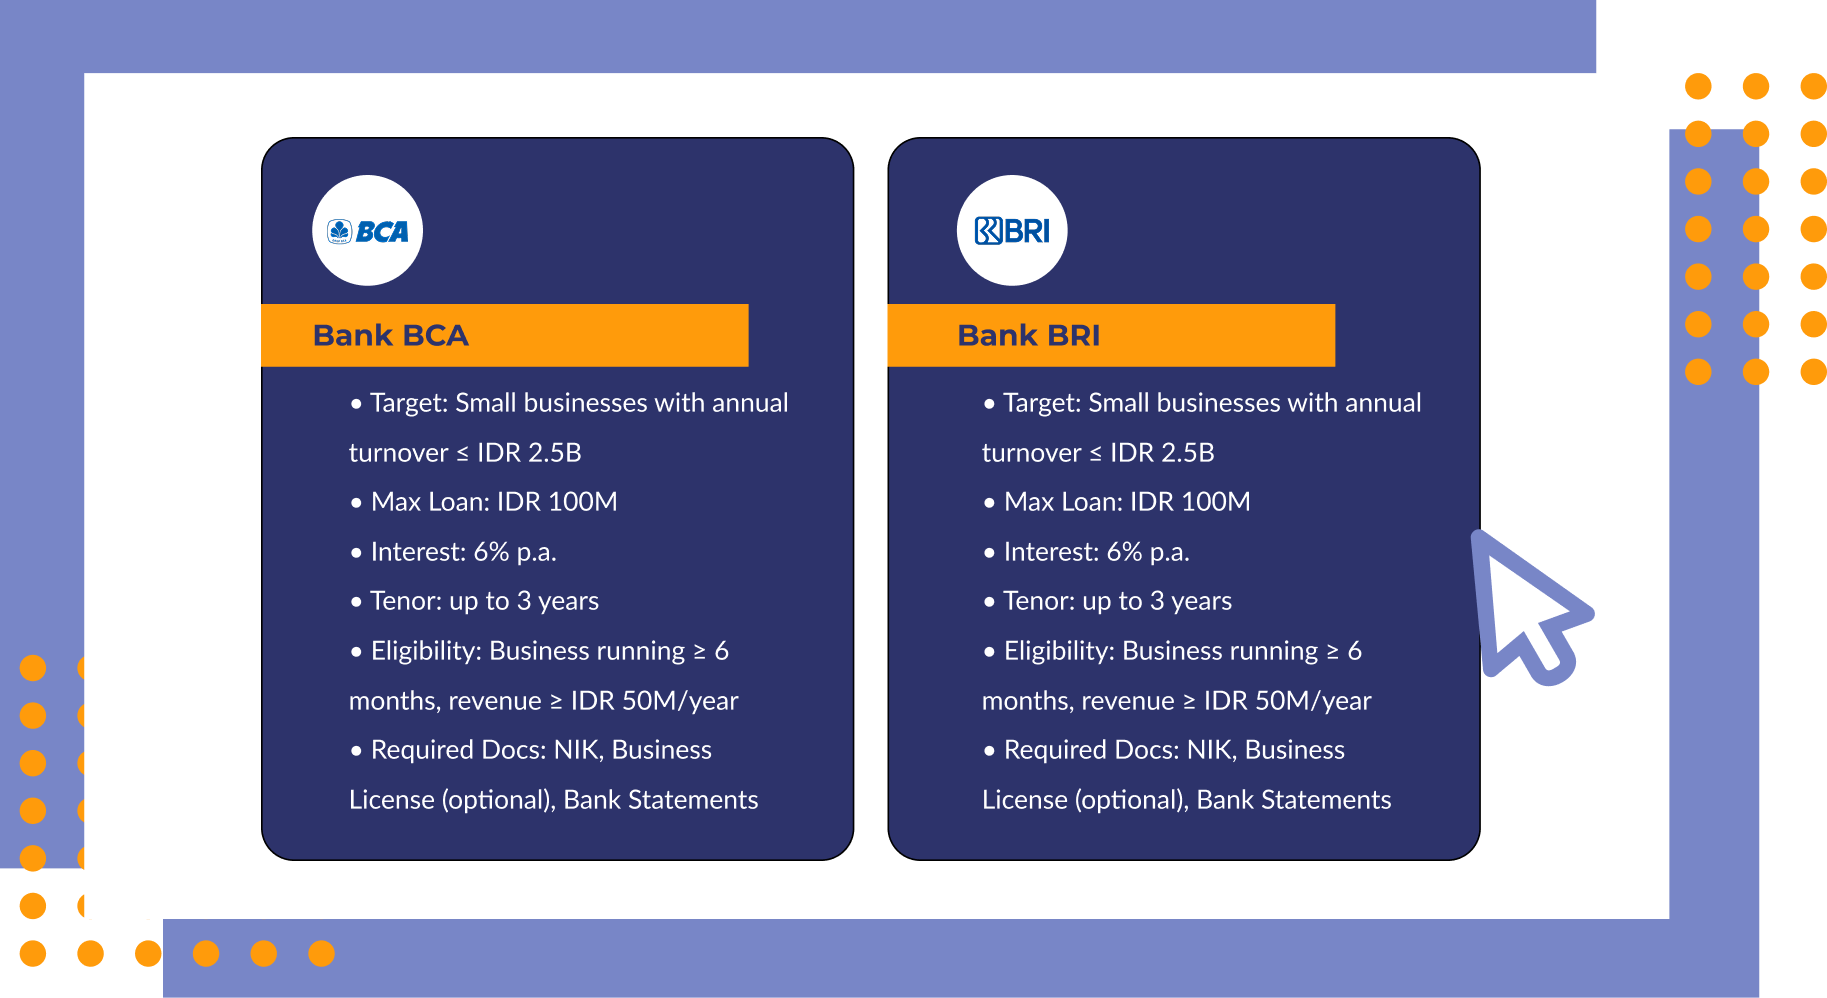 BCA
Bank BCA
• Target: Small businesses with annual
turnover ≤ IDR 2.5B
• Max Loan: IDR 100M
• Interest: 6% p.a.
• Tenor: up to 3 years
• Eligibility: Business running ≥ 6
months, revenue ≥ IDR 50M/year
• Required Docs: NIK, Business
License (optional), Bank Statements
BRI
Bank BRI
• Target: Small businesses with annual
turnover ≤ IDR 2.5B
• Max Loan: IDR 100M
• Interest: 6% p.a.
• Tenor: up to 3 years
• Eligibility: Business running ≥ 6
months, revenue ≥ IDR 50M/year
• Required Docs: NIK, Business
License (optional), Bank Statements